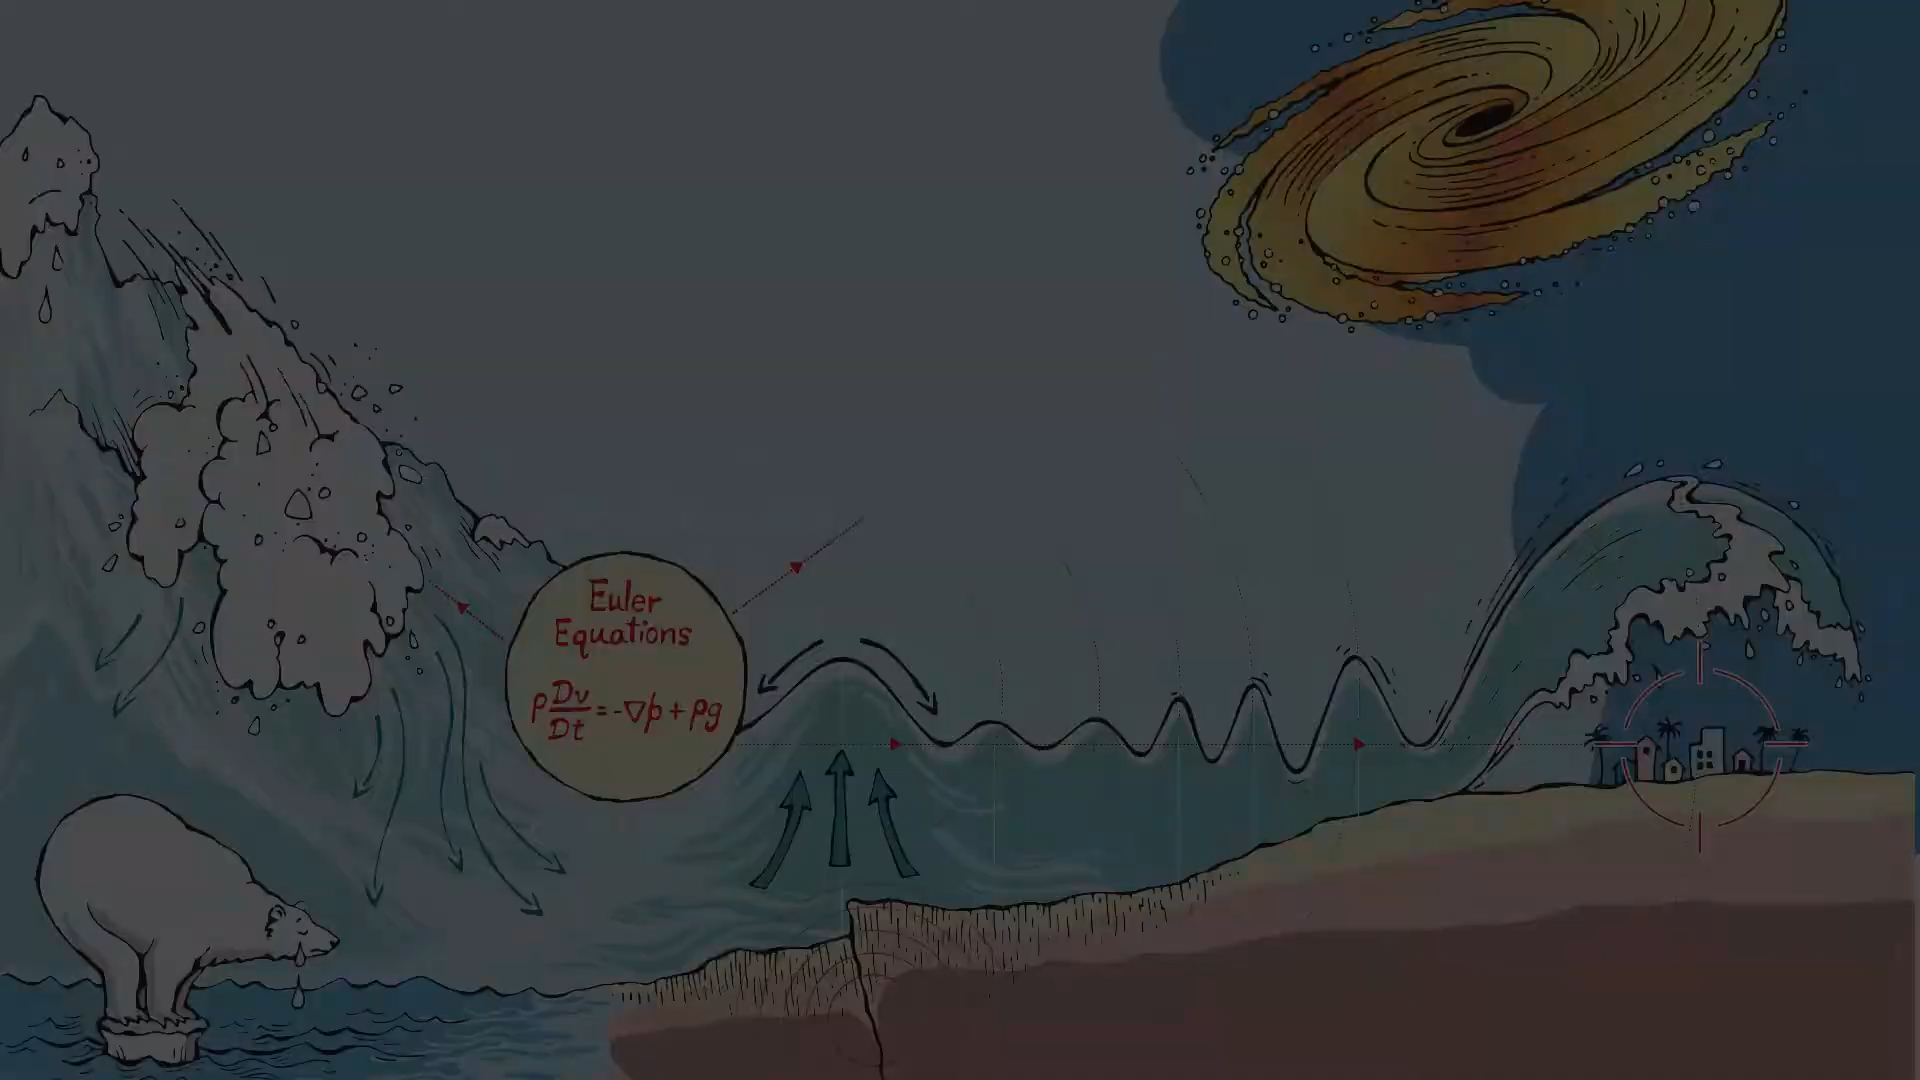 Euler
Equations
ρ Dv/Dt = -∇p + ρg